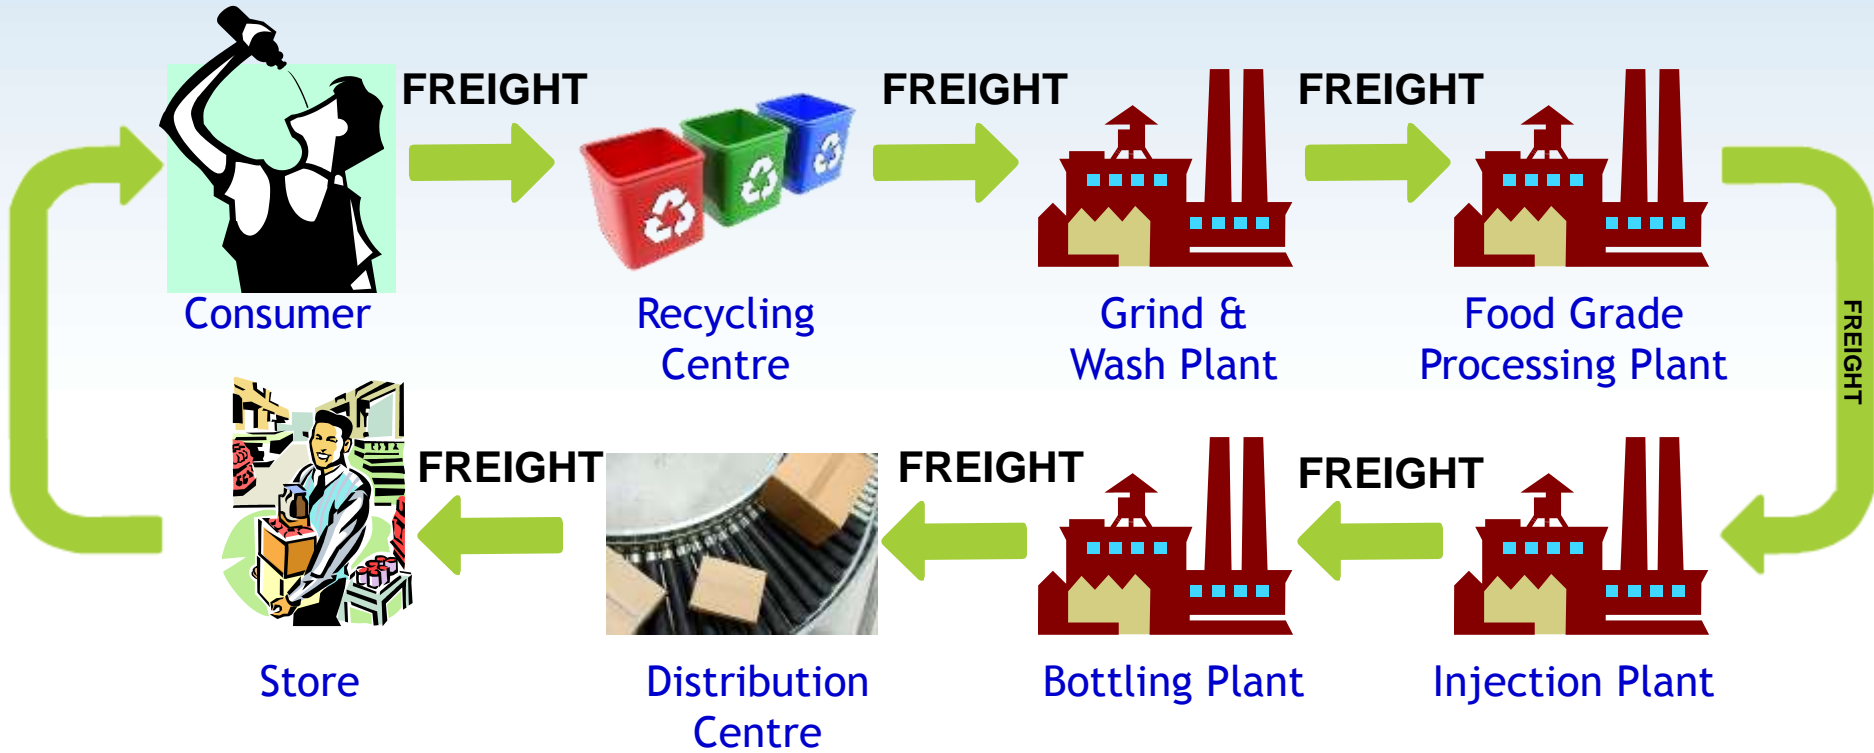 FREIGHT
FREIGHT
FREIGHT
Consumer
Recycling
Centre
Grind &
Wash Plant
Food Grade
Processing Plant
FREIGHT
FREIGHT
FREIGHT
FREIGHT
Store
Distribution
Centre
Bottling Plant
Injection Plant